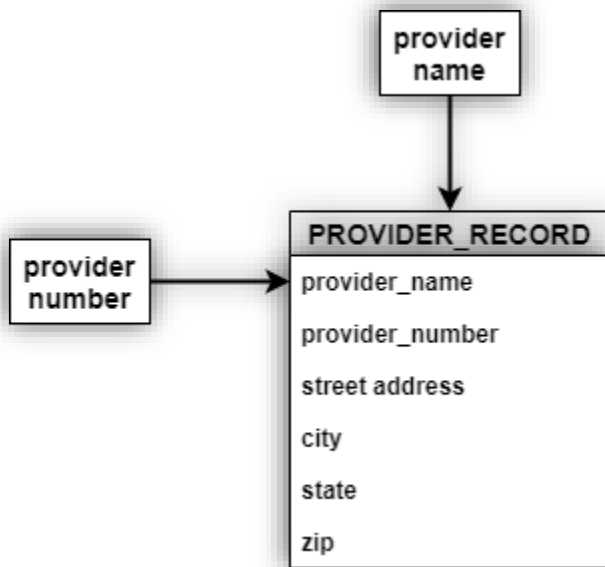 provider
name
provider
number
PROVIDER_RECORD
provider_name
provider_number
street address
city
state
zip